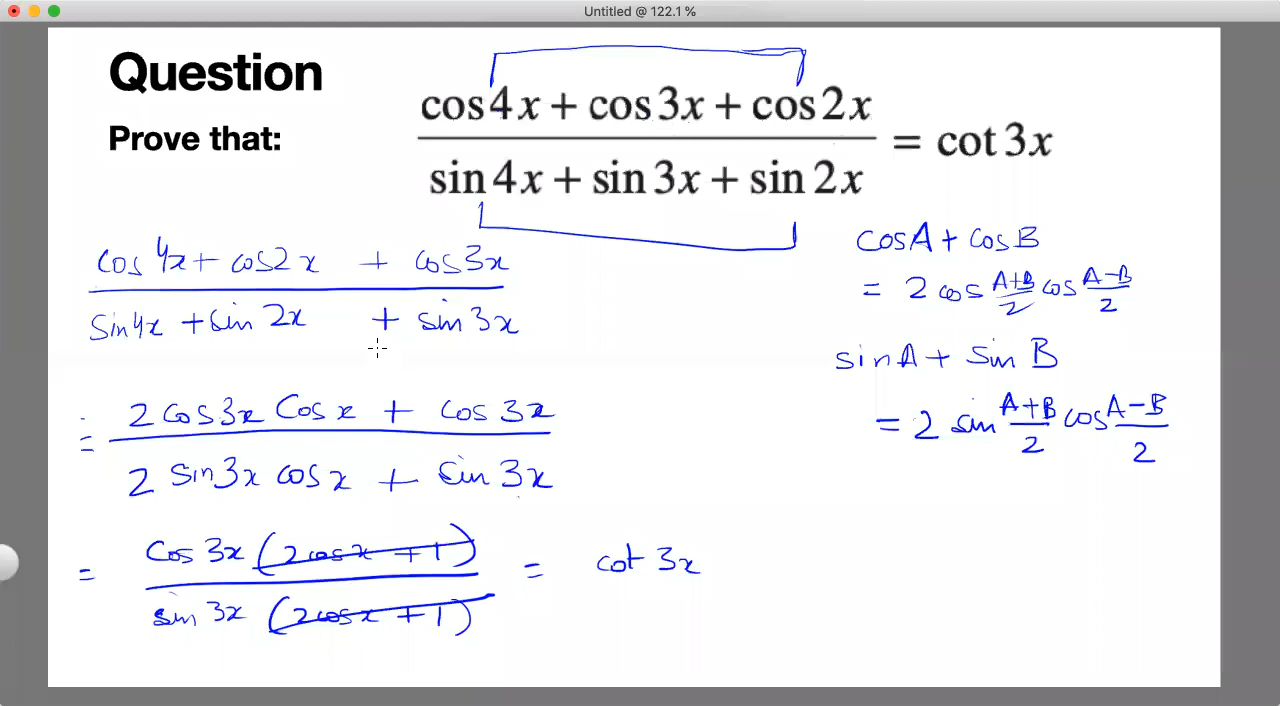 Untitled @ 122.1 %
Question
Prove that:
cos 4x + cos 3x + cos 2x
sin 4x + sin 3x + sin 2x
= cot 3x
cos 4x + cos 2x + cos 3x
sin 4x + sin 2x + sin 3x
= 2 cos 3x cos x + cos 3x
2 sin 3x cos x + sin 3x
= cos 3x (2 cos x + 1)
sin 3x (2 cos x + 1)
= cot 3x
cos A + cos B
= 2 cos A+B/2 cos A-B/2
sin A + sin B
= 2 sin A+B/2 cos A-B/2